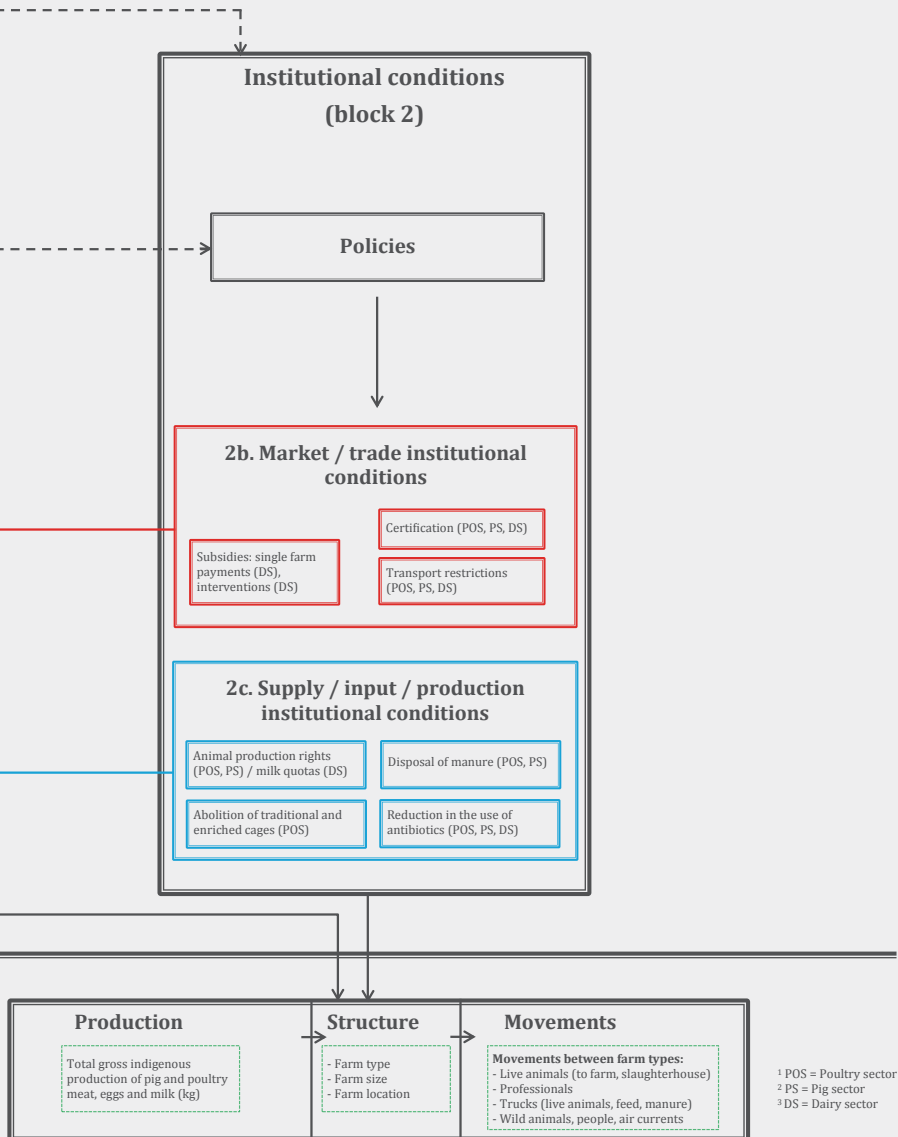 Institutional conditions
(block 2)
Policies
2b. Market / trade institutional
conditions
Subsidies: single farm
payments (DS),
interventions (DS)
Certification (POS, PS, DS)
Transport restrictions
(POS, PS, DS)
2c. Supply / input / production
institutional conditions
Animal production rights
(POS, PS) / milk quotas (DS)
Disposal of manure (POS, PS)
Abolition of traditional and
enriched cages (POS)
Reduction in the use of
antibiotics (POS, PS, DS)
Production
Total gross indigenous
production of pig and poultry
meat, eggs and milk (kg)
Structure
- Farm type
- Farm size
- Farm location
Movements
Movements between farm types:
- Live animals (to farm, slaughterhouse)
- Professionals
- Trucks (live animals, feed, manure)
- Wild animals, people, air currents
¹ POS = Poultry sector
² PS = Pig sector
³ DS = Dairy sector